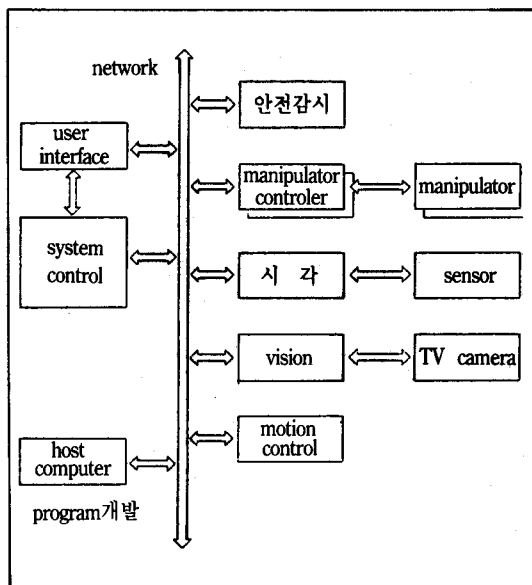 network
안전감시
user
interface
manipulator
controler
manipulator
system
control
시 각
sensor
vision
TV camera
motion
control
host
computer
program개발